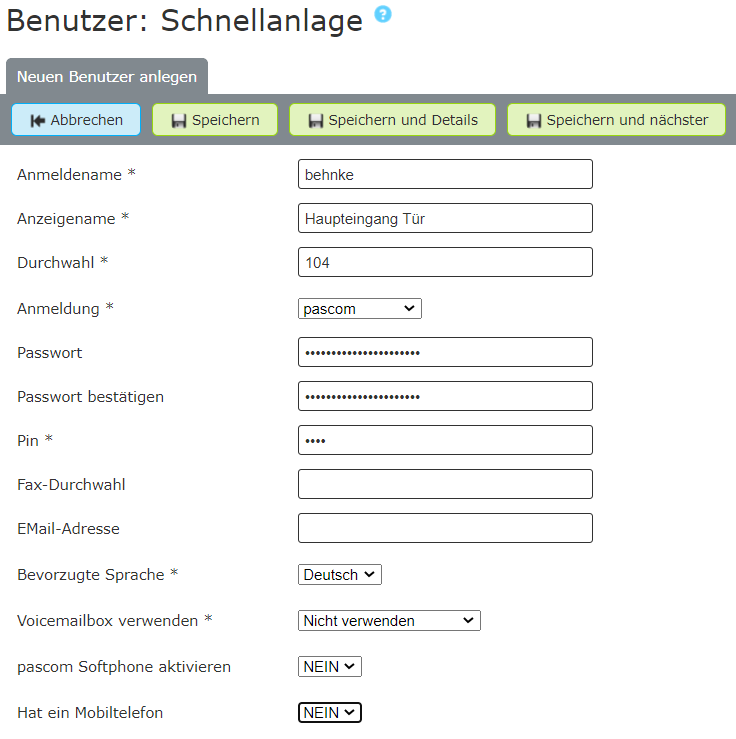 Benutzer: Schnellanlage ?
Neuen Benutzer anlegen
Abbrechen Speichern Speichern und Details Speichern und nächster
Anmeldename * behnke
Anzeigename * Haupteingang Tür
Durchwahl * 104
Anmeldung * pascom
Passwort ••••••••••••••••••••••
Passwort bestätigen ••••••••••••••••••••••
Pin * ••••
Fax-Durchwahl
EMail-Adresse
Bevorzugte Sprache * Deutsch
Voicemailbox verwenden * Nicht verwenden
pascom Softphone aktivieren NEIN
Hat ein Mobiltelefon NEIN